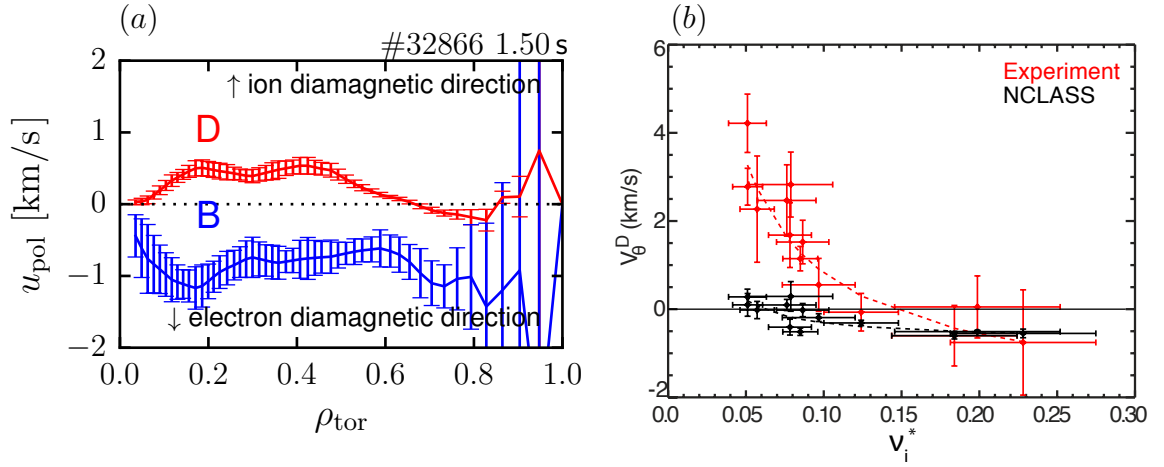 (a)
#32866 1.50 s
↑ ion diamagnetic direction
D
B
↓ electron diamagnetic direction
u_pol [km/s]
2
1
0
−1
−2
0.0 0.2 0.4 0.6 0.8 1.0
ρ_tor
(b)
Experiment
NCLASS
V_θ^D (km/s)
6
4
2
0
-2
0.00 0.05 0.10 0.15 0.20 0.25 0.30
ν_i^*